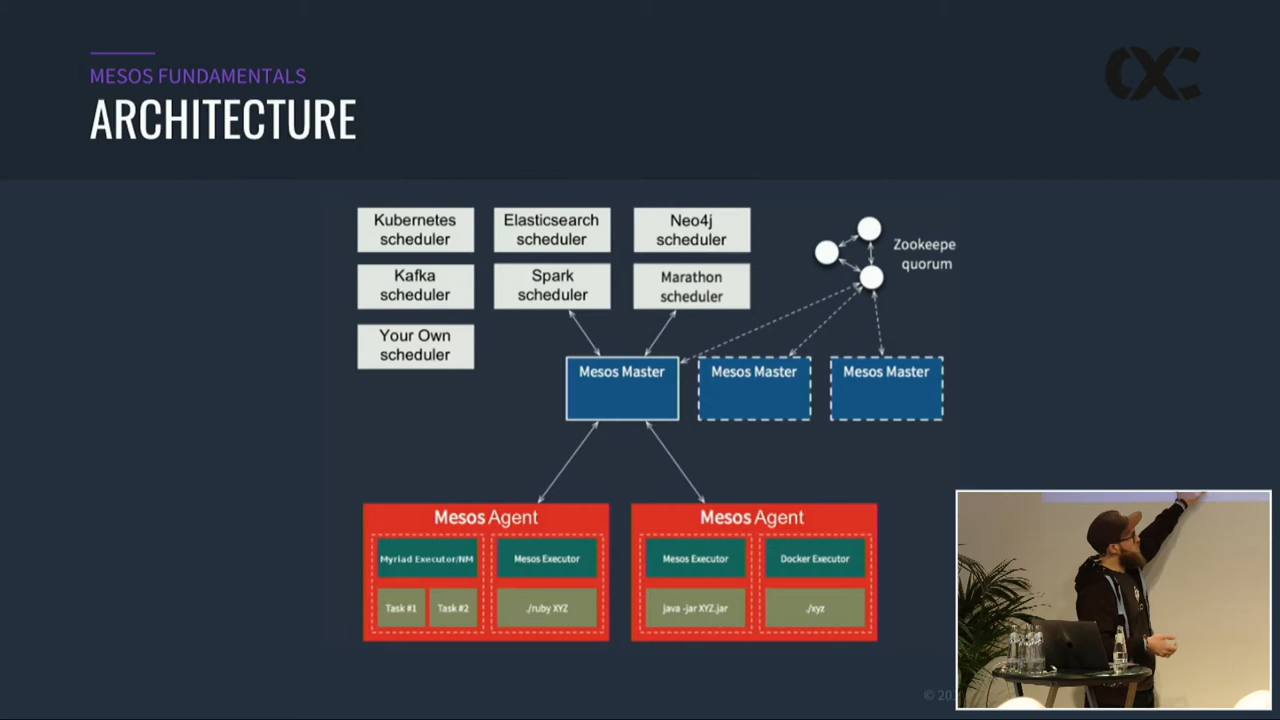 MESOS FUNDAMENTALS
ARCHITECTURE
Kubernetes
scheduler
Elasticsearch
scheduler
Neo4j
scheduler
Kafka
scheduler
Spark
scheduler
Marathon
scheduler
Your Own
scheduler
Zookeepe
quorum
Mesos Master
Mesos Master
Mesos Master
Mesos Agent
Myriad Executor/NM
Mesos Executor
Task #1
Task #2
./ruby XYZ
Mesos Agent
Mesos Executor
Docker Executor
java -jar XYZ.jar
./xyz
© 20